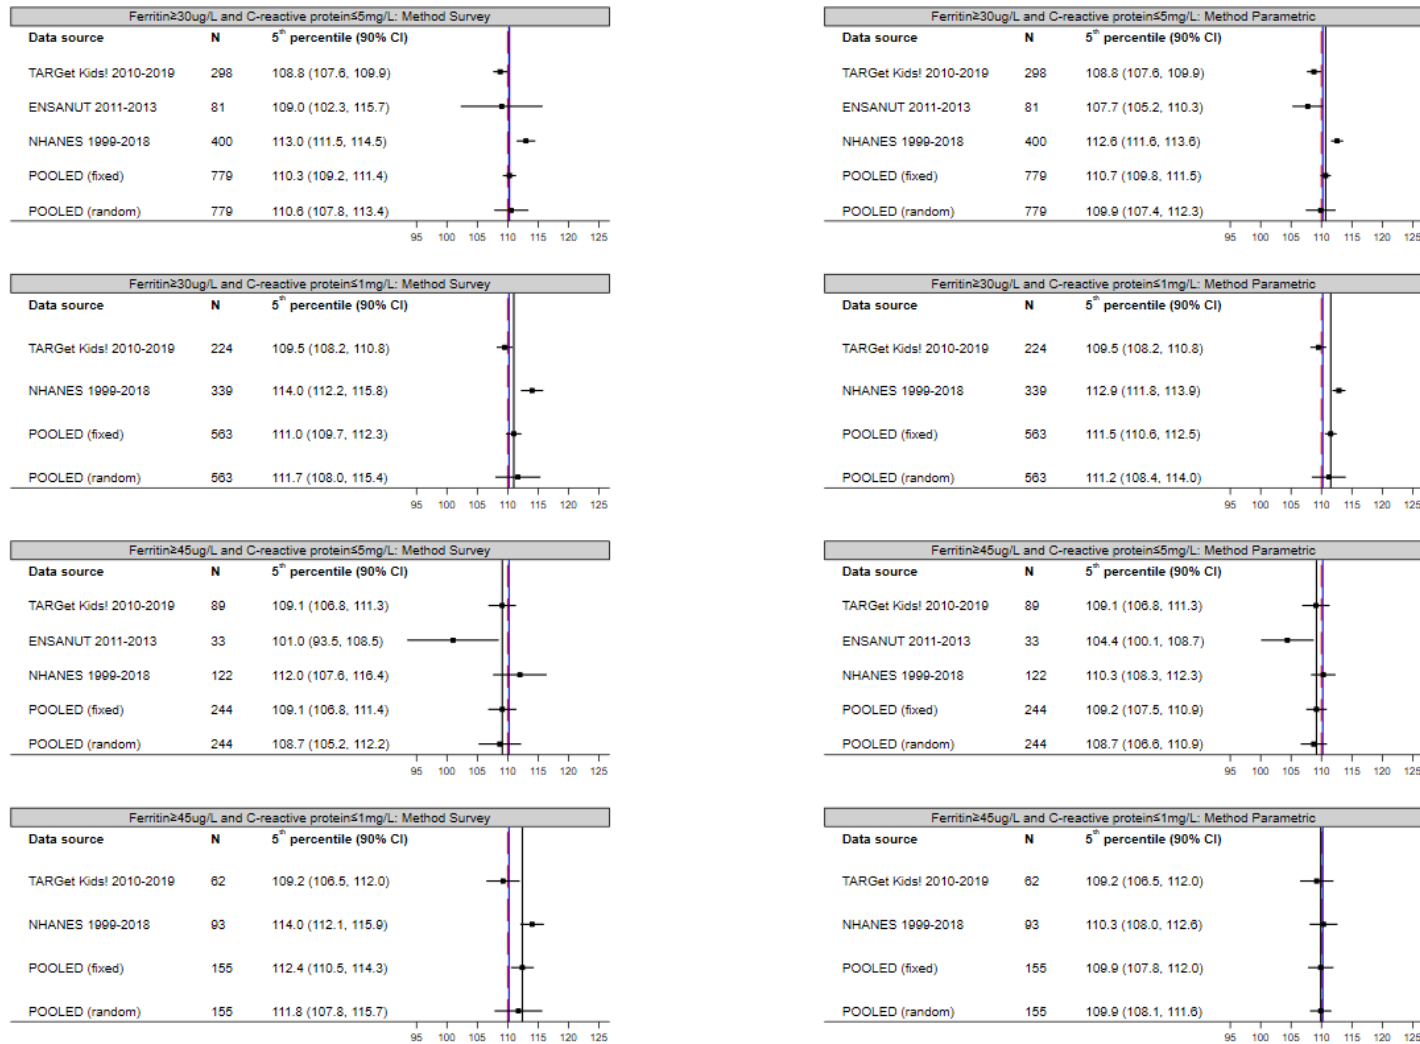 Ferritin≥30ug/L and C-reactive protein≤5mg/L: Method Survey
Data source N 5th percentile (90% CI)
TARGet Kids! 2010-2019 298 108.8 (107.6, 109.9)
ENSANUT 2011-2013 81 109.0 (102.3, 115.7)
NHANES 1999-2018 400 113.0 (111.5, 114.5)
POOLED (fixed) 779 110.3 (109.2, 111.4)
POOLED (random) 779 110.6 (107.8, 113.4)
95 100 105 110 115 120 125
Ferritin≥30ug/L and C-reactive protein≤5mg/L: Method Parametric
Data source N 5th percentile (90% CI)
TARGet Kids! 2010-2019 298 108.8 (107.6, 109.9)
ENSANUT 2011-2013 81 107.7 (105.2, 110.3)
NHANES 1999-2018 400 112.6 (111.6, 113.6)
POOLED (fixed) 779 110.7 (109.8, 111.5)
POOLED (random) 779 109.9 (107.4, 112.3)
95 100 105 110 115 120 125
Ferritin≥30ug/L and C-reactive protein≤1mg/L: Method Survey
Data source N 5th percentile (90% CI)
TARGet Kids! 2010-2019 224 109.5 (108.2, 110.8)
NHANES 1999-2018 339 114.0 (112.2, 115.8)
POOLED (fixed) 563 111.0 (109.7, 112.3)
POOLED (random) 563 111.7 (108.0, 115.4)
95 100 105 110 115 120 125
Ferritin≥30ug/L and C-reactive protein≤1mg/L: Method Parametric
Data source N 5th percentile (90% CI)
TARGet Kids! 2010-2019 224 109.5 (108.2, 110.8)
NHANES 1999-2018 339 112.9 (111.8, 113.9)
POOLED (fixed) 563 111.5 (110.6, 112.5)
POOLED (random) 563 111.2 (108.4, 114.0)
95 100 105 110 115 120 125
Ferritin≥45ug/L and C-reactive protein≤5mg/L: Method Survey
Data source N 5th percentile (90% CI)
TARGet Kids! 2010-2019 89 109.1 (106.8, 111.3)
ENSANUT 2011-2013 33 101.0 (93.5, 108.5)
NHANES 1999-2018 122 112.0 (107.6, 116.4)
POOLED (fixed) 244 109.1 (106.8, 111.4)
POOLED (random) 244 108.7 (105.2, 112.2)
95 100 105 110 115 120 125
Ferritin≥45ug/L and C-reactive protein≤5mg/L: Method Parametric
Data source N 5th percentile (90% CI)
TARGet Kids! 2010-2019 89 109.1 (106.8, 111.3)
ENSANUT 2011-2013 33 104.4 (100.1, 108.7)
NHANES 1999-2018 122 110.3 (108.3, 112.3)
POOLED (fixed) 244 109.2 (107.5, 110.9)
POOLED (random) 244 108.7 (106.6, 110.9)
95 100 105 110 115 120 125
Ferritin≥45ug/L and C-reactive protein≤1mg/L: Method Survey
Data source N 5th percentile (90% CI)
TARGet Kids! 2010-2019 62 109.2 (106.5, 112.0)
NHANES 1999-2018 93 114.0 (112.1, 115.9)
POOLED (fixed) 155 112.4 (110.5, 114.3)
POOLED (random) 155 111.8 (107.8, 115.7)
95 100 105 110 115 120 125
Ferritin≥45ug/L and C-reactive protein≤1mg/L: Method Parametric
Data source N 5th percentile (90% CI)
TARGet Kids! 2010-2019 62 109.2 (106.5, 112.0)
NHANES 1999-2018 93 110.3 (108.0, 112.6)
POOLED (fixed) 155 109.9 (107.8, 112.0)
POOLED (random) 155 109.9 (108.1, 111.6)
95 100 105 110 115 120 125